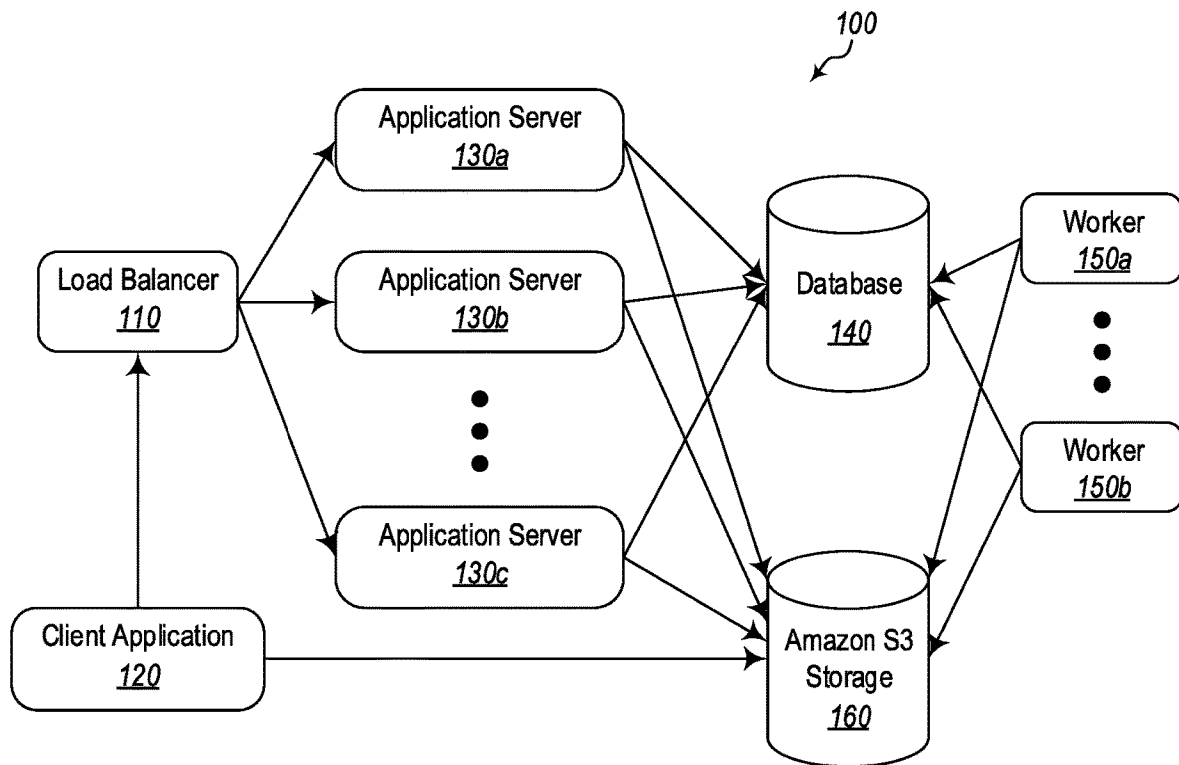 100
Application Server
130a
Load Balancer
110
Application Server
130b
Application Server
130c
Client Application
120
Database
140
Amazon S3
Storage
160
Worker
150a
Worker
150b